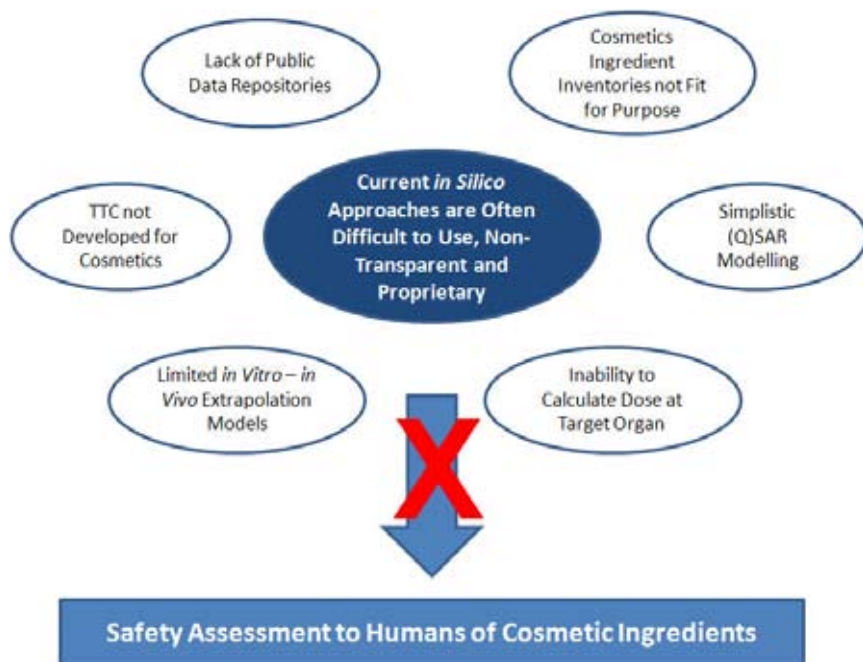 Lack of Public
Data Repositories
Cosmetics
Ingredient
Inventories not Fit
for Purpose
Current in Silico
Approaches are Often
Difficult to Use, Non-
Transparent and
Proprietary
TTC not
Developed for
Cosmetics
Simplistic
(Q)SAR
Modelling
Limited in Vitro – in
Vivo Extrapolation
Models
Inability to
Calculate Dose at
Target Organ
X
Safety Assessment to Humans of Cosmetic Ingredients